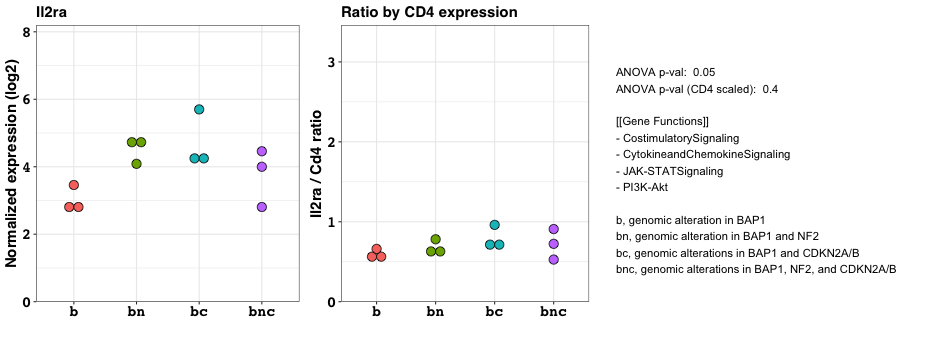 Il2ra
Normalized expression (log2)
8
6
4
2
0
b bn bc bnc
Ratio by CD4 expression
Il2ra / Cd4 ratio
3
2
1
0
b bn bc bnc
ANOVA p-val: 0.05
ANOVA p-val (CD4 scaled): 0.4
[[Gene Functions]]
- CostimulatorySignaling
- CytokineandChemokineSignaling
- JAK-STATSignaling
- PI3K-Akt
b, genomic alteration in BAP1
bn, genomic alteration in BAP1 and NF2
bc, genomic alterations in BAP1 and CDKN2A/B
bnc, genomic alterations in BAP1, NF2, and CDKN2A/B